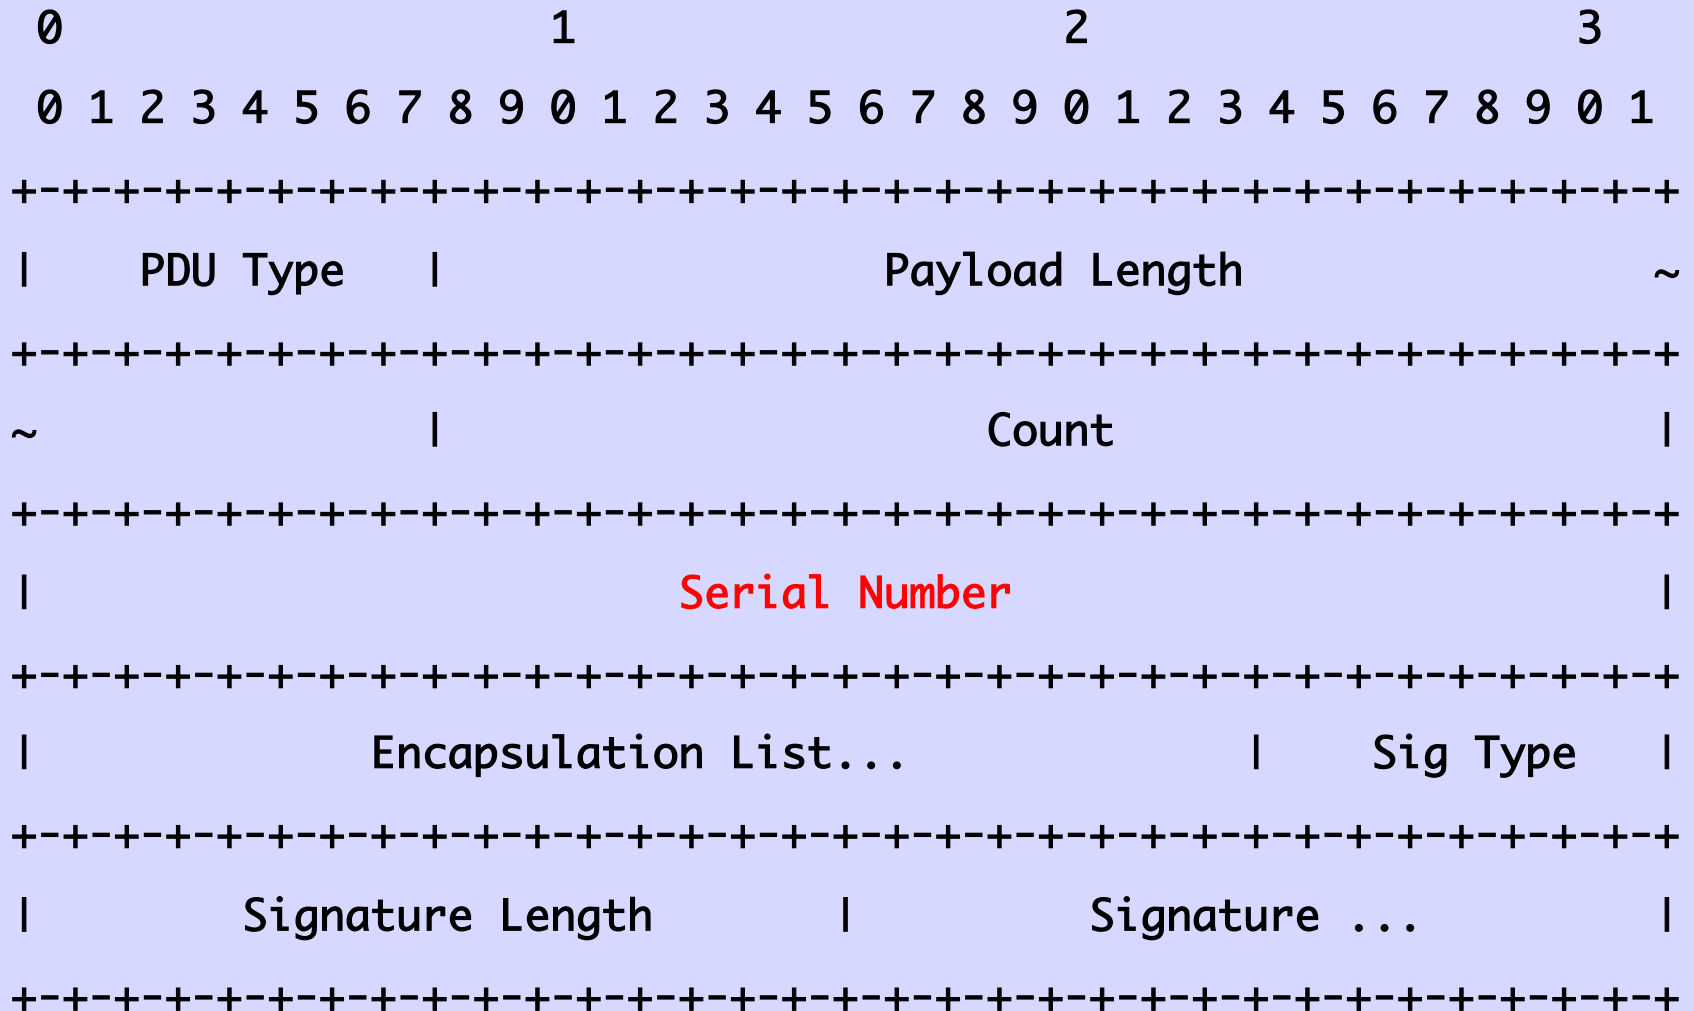 0                   1                   2                   3
0 1 2 3 4 5 6 7 8 9 0 1 2 3 4 5 6 7 8 9 0 1 2 3 4 5 6 7 8 9 0 1
+-+-+-+-+-+-+-+-+-+-+-+-+-+-+-+-+-+-+-+-+-+-+-+-+-+-+-+-+-+-+-+-+
|    PDU Type   |                 Payload Length                ~
+-+-+-+-+-+-+-+-+-+-+-+-+-+-+-+-+-+-+-+-+-+-+-+-+-+-+-+-+-+-+-+-+
~               |                     Count                     |
+-+-+-+-+-+-+-+-+-+-+-+-+-+-+-+-+-+-+-+-+-+-+-+-+-+-+-+-+-+-+-+-+
|                         Serial Number                         |
+-+-+-+-+-+-+-+-+-+-+-+-+-+-+-+-+-+-+-+-+-+-+-+-+-+-+-+-+-+-+-+-+
|             Encapsulation List...             |    Sig Type   |
+-+-+-+-+-+-+-+-+-+-+-+-+-+-+-+-+-+-+-+-+-+-+-+-+-+-+-+-+-+-+-+-+
|        Signature Length       |         Signature ...         |
+-+-+-+-+-+-+-+-+-+-+-+-+-+-+-+-+-+-+-+-+-+-+-+-+-+-+-+-+-+-+-+-+